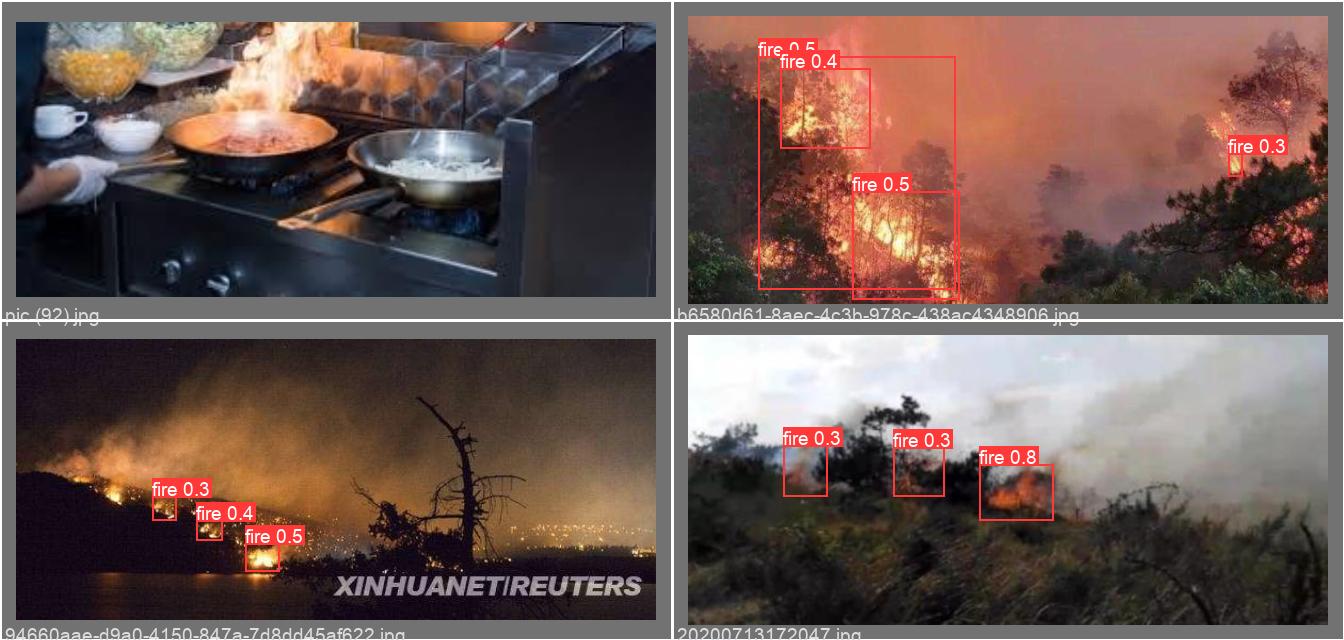 fire 0.5
fire 0.4
fire 0.3
fire 0.5
pic (92).jpg
b6580d61-8aec-4c3b-978c-438ac4348906.jpg
fire 0.3
fire 0.4
fire 0.5
XINHUANET/REUTERS
fire 0.3
fire 0.3
fire 0.8
94660aae-d9a0-4150-847a-7d8dd45af622.jpg
20200713172047.jpg